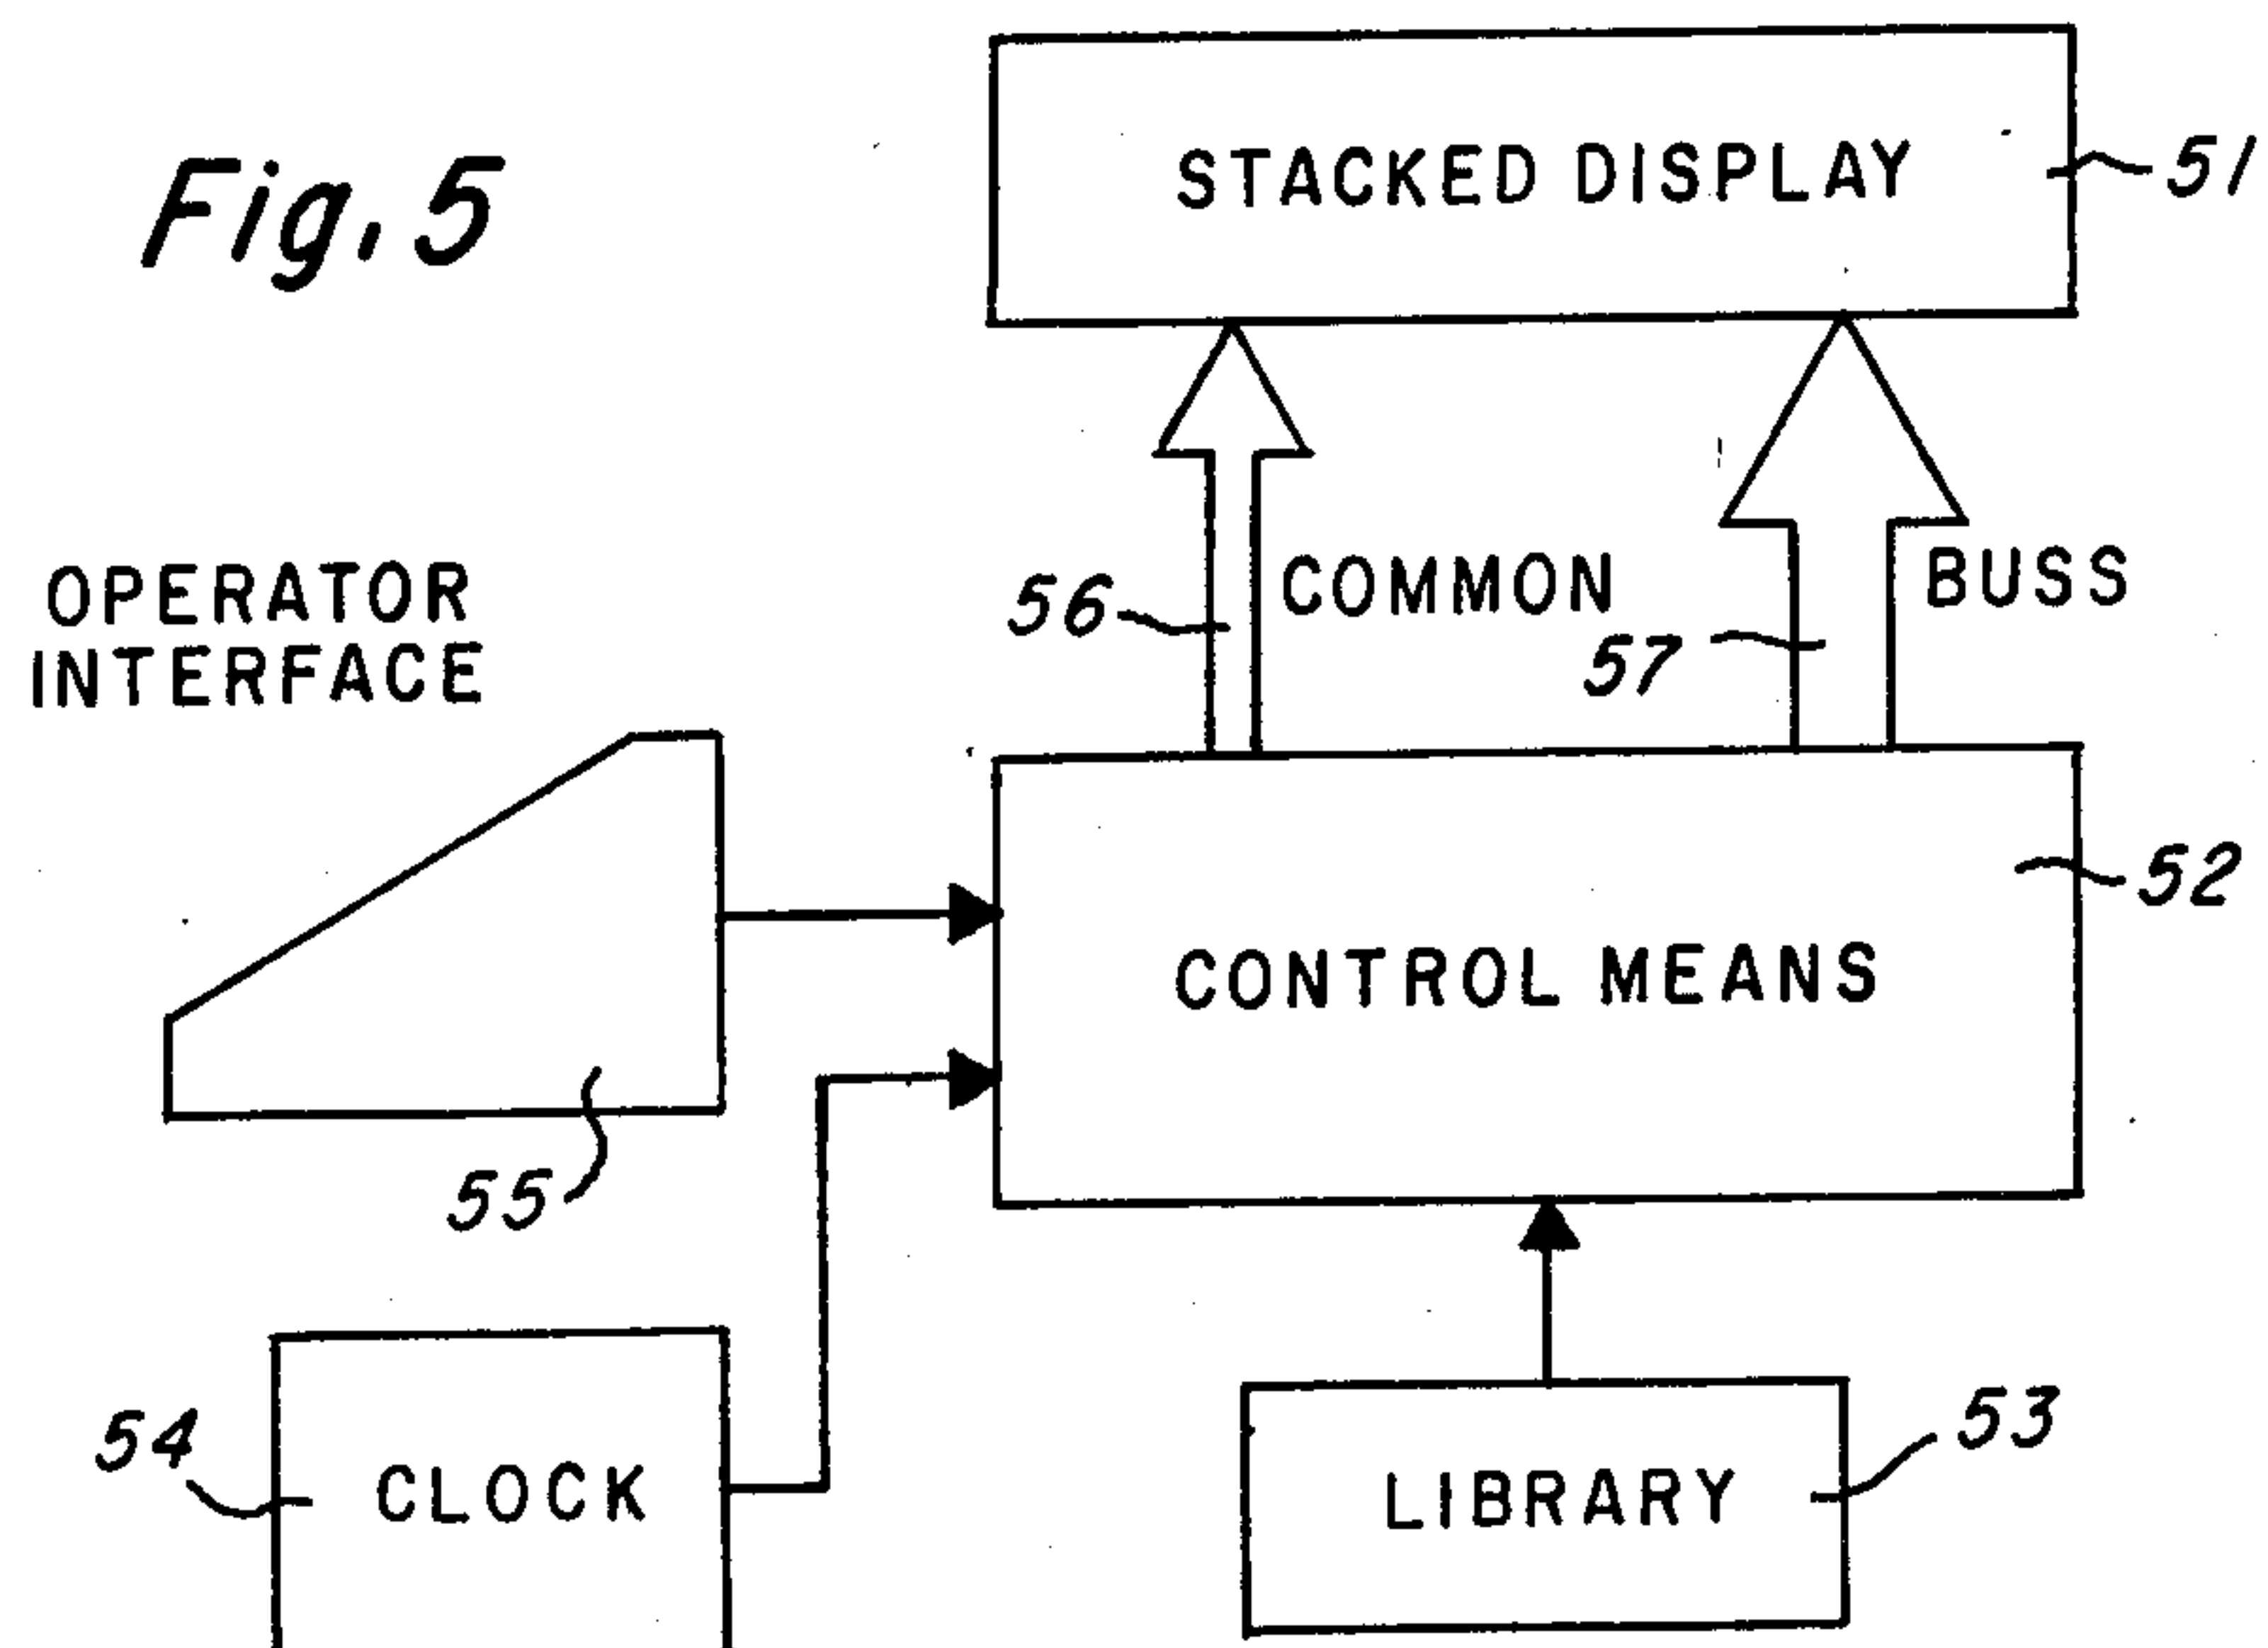 Fig. 5
STACKED DISPLAY
51
OPERATOR
INTERFACE
56
COMMON
57
BUSS
52
CONTROL MEANS
55
54
CLOCK
53
LIBRARY